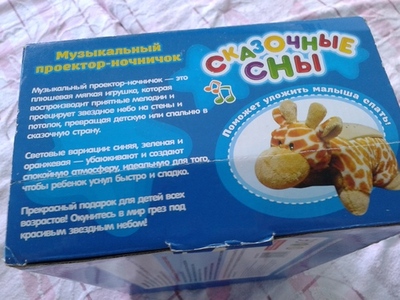 Музыкальный
проектор-ночничок
Музыкальный проектор-ночничок — это
плюшевая мягкая игрушка, которая
воспроизводит приятные мелодии и
проецирует звездное небо на стены и
потолок, превращая детскую или спальню в
сказочную страну.
Световые вариации: синяя, зеленая и
оранжевая — убаюкивают и создают
спокойную атмосферу, идеальную для того,
чтобы ребенок уснул быстро и сладко.
Прекрасный подарок для детей всех
возрастов! Окунитесь в мир грез под
красивым звездным небом!
СКАЗОЧНЫЕ
СНЫ
Поможет уложить малыша спать!